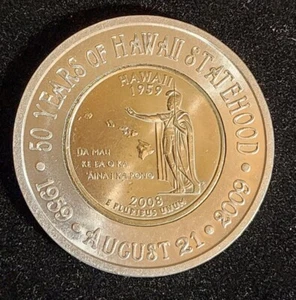 50 YEARS OF HAWAII STATEHOOD
1959 • AUGUST 21 • 2009
HAWAII
1959
UA MAU
KE EA O KA
'ĀINA I KA PONO
2008
E PLURIBUS UNUM